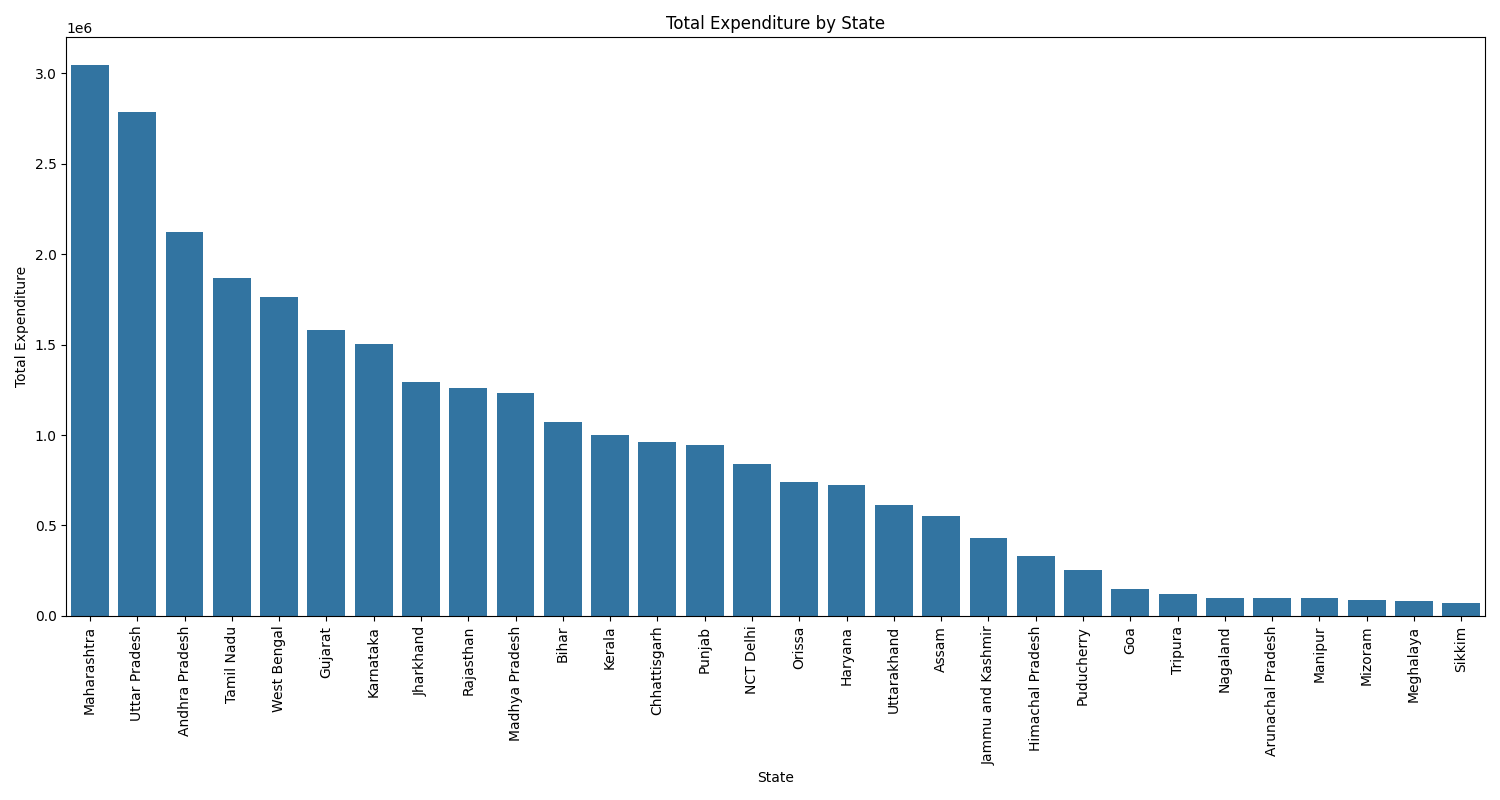 Total Expenditure by State
1e6
3.0
2.5
2.0
1.5
1.0
0.5
0.0
Total Expenditure
Maharashtra
Uttar Pradesh
Andhra Pradesh
Tamil Nadu
West Bengal
Gujarat
Karnataka
Jharkhand
Rajasthan
Madhya Pradesh
Bihar
Kerala
Chhattisgarh
Punjab
NCT Delhi
Orissa
Haryana
Uttarakhand
Assam
Jammu and Kashmir
Himachal Pradesh
Puducherry
Goa
Tripura
Nagaland
Arunachal Pradesh
Manipur
Mizoram
Meghalaya
Sikkim
State